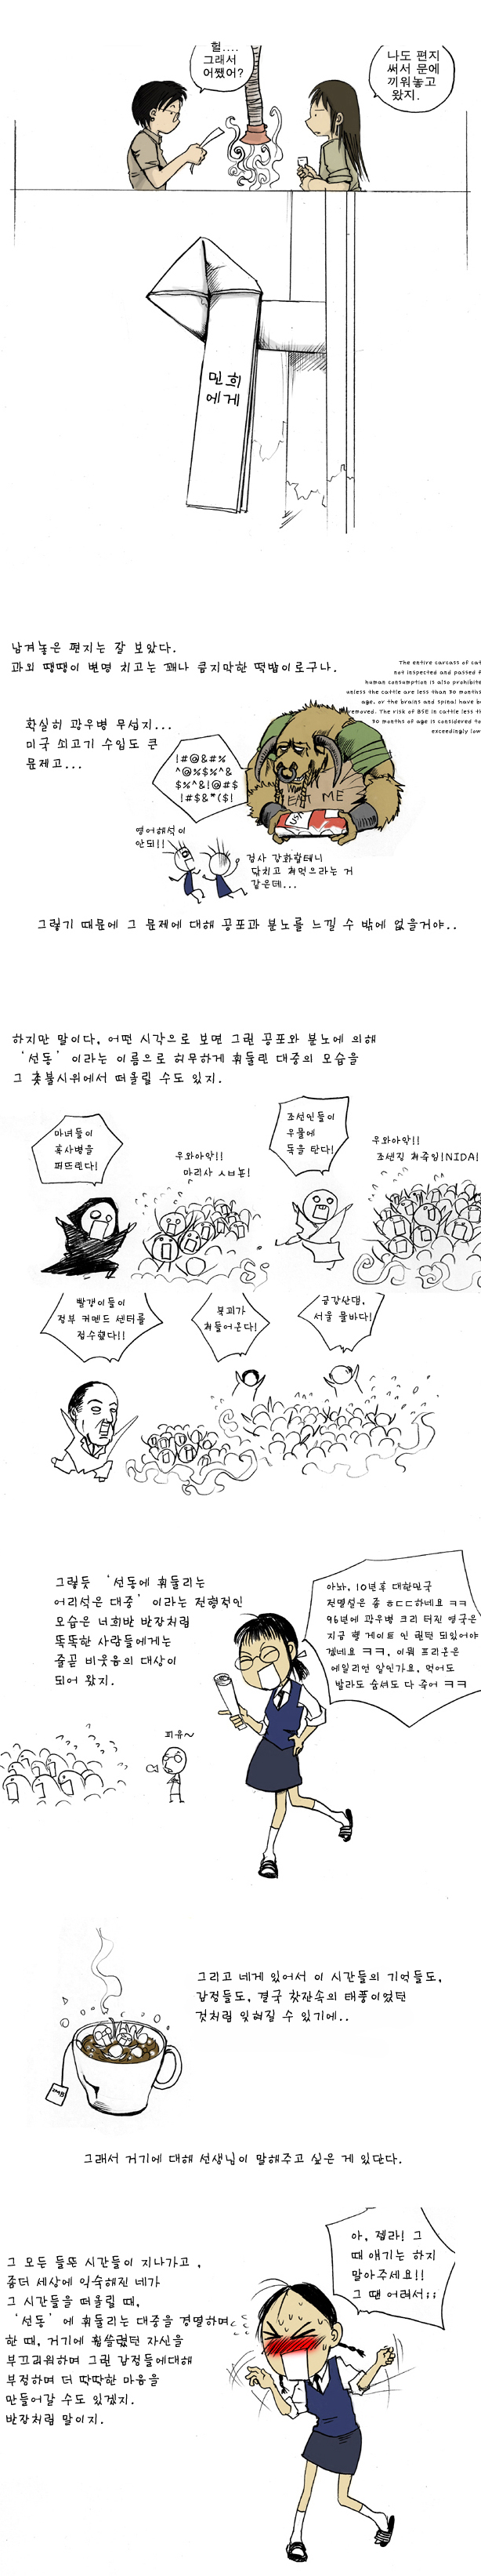 헐....
그래서
어쨌어?
나도 편지
써서 문에
끼워놓고
왔지.
민희
에게
남겨놓은 편지는 잘 보았다.
과외 땡땡이 변명 치고는 꽤나 큼지막한 떡밥이로구나.
The entire carcass of cat
not inspected and passed f
human consumption is also prohibite
unless the cattle are less than 30 months
age, or the brains and spinal have b
removed. The risk of BSE in cattle less th
30 months of age is considered to
exceedingly low
확실히 광우병 무섭지...
미국 쇠고기 수입도 큰
문제고...
!#@&#%
^@%$%^&
$%^&!@#$
!#$&*($!
EAT ME
영어해석이
안돼!!
검사 강화할테니
닥치고 쳐먹으라는 거
같은데...
그렇기 때문에 그 문제에 대해 공포과 분노를 느낄 수 밖에 없을거야..
하지만 말이다, 어떤 시각으로 보면 그런 공포와 분노에 의해
'선동' 이라는 이름으로 허무하게 휘둘린 대중의 모습을
그 촛불시위에서 떠올릴 수도 있지.
마녀들이
흑사병을
퍼뜨린다!
우와아악!!
마리사 ㅅㅂ놈!
조선인들이
우물에
독을 탄다!
우와아악!!
조센징 쳐죽임!NIDA!
빨갱이들이
정부 커맨드 센터를
접수했다!!
북괴가
쳐들어온다!
금강산댐,
서울 물바다!
그렇듯 '선동에 휘둘리는
어리석은 대중' 이라는 전형적인
모습은 너희반 반장처럼
똑똑한 사람들에게는
줄곧 비웃음의 대상이
되어 왔지.
아놔, 10년후 대한민국
전멸설은 좀 ㅎㄷㄷ하네요 ㅋㅋ
96년에 광우병 크리 터진 영국은
지금 헬 게이트 인 런던 되있어야
겠네요 ㅋㅋㅋ, 이뭐 프리온은
에일리언 알인가요, 먹어도
발라도 숨셔도 다 죽어 ㅋㅋ
피유~
그리고 네게 있어서 이 시간들의 기억들도,
감정들도, 결국 찻잔속의 태풍이었던
것처럼 잊혀질 수 있기에..
2MB
그래서 거기에 대해 선생님이 말해주고 싶은 게 있단다.
아, 젭라! 그
때 얘기는 하지
말아주세요!!
그 땐 어려서;;
그 모든 들뜬 시간들이 지나가고 ,
좀더 세상에 익숙해진 네가
그 시간들을 떠올릴 때,
'선동' 에 휘둘리는 대중을 경멸하며
한 때, 거기에 휩쓸렸던 자신을
부끄러워하며 그런 감정들에대해
부정하며 더 딱딱한 마음을
만들어갈 수도 있겠지.
반장처럼 말이지.